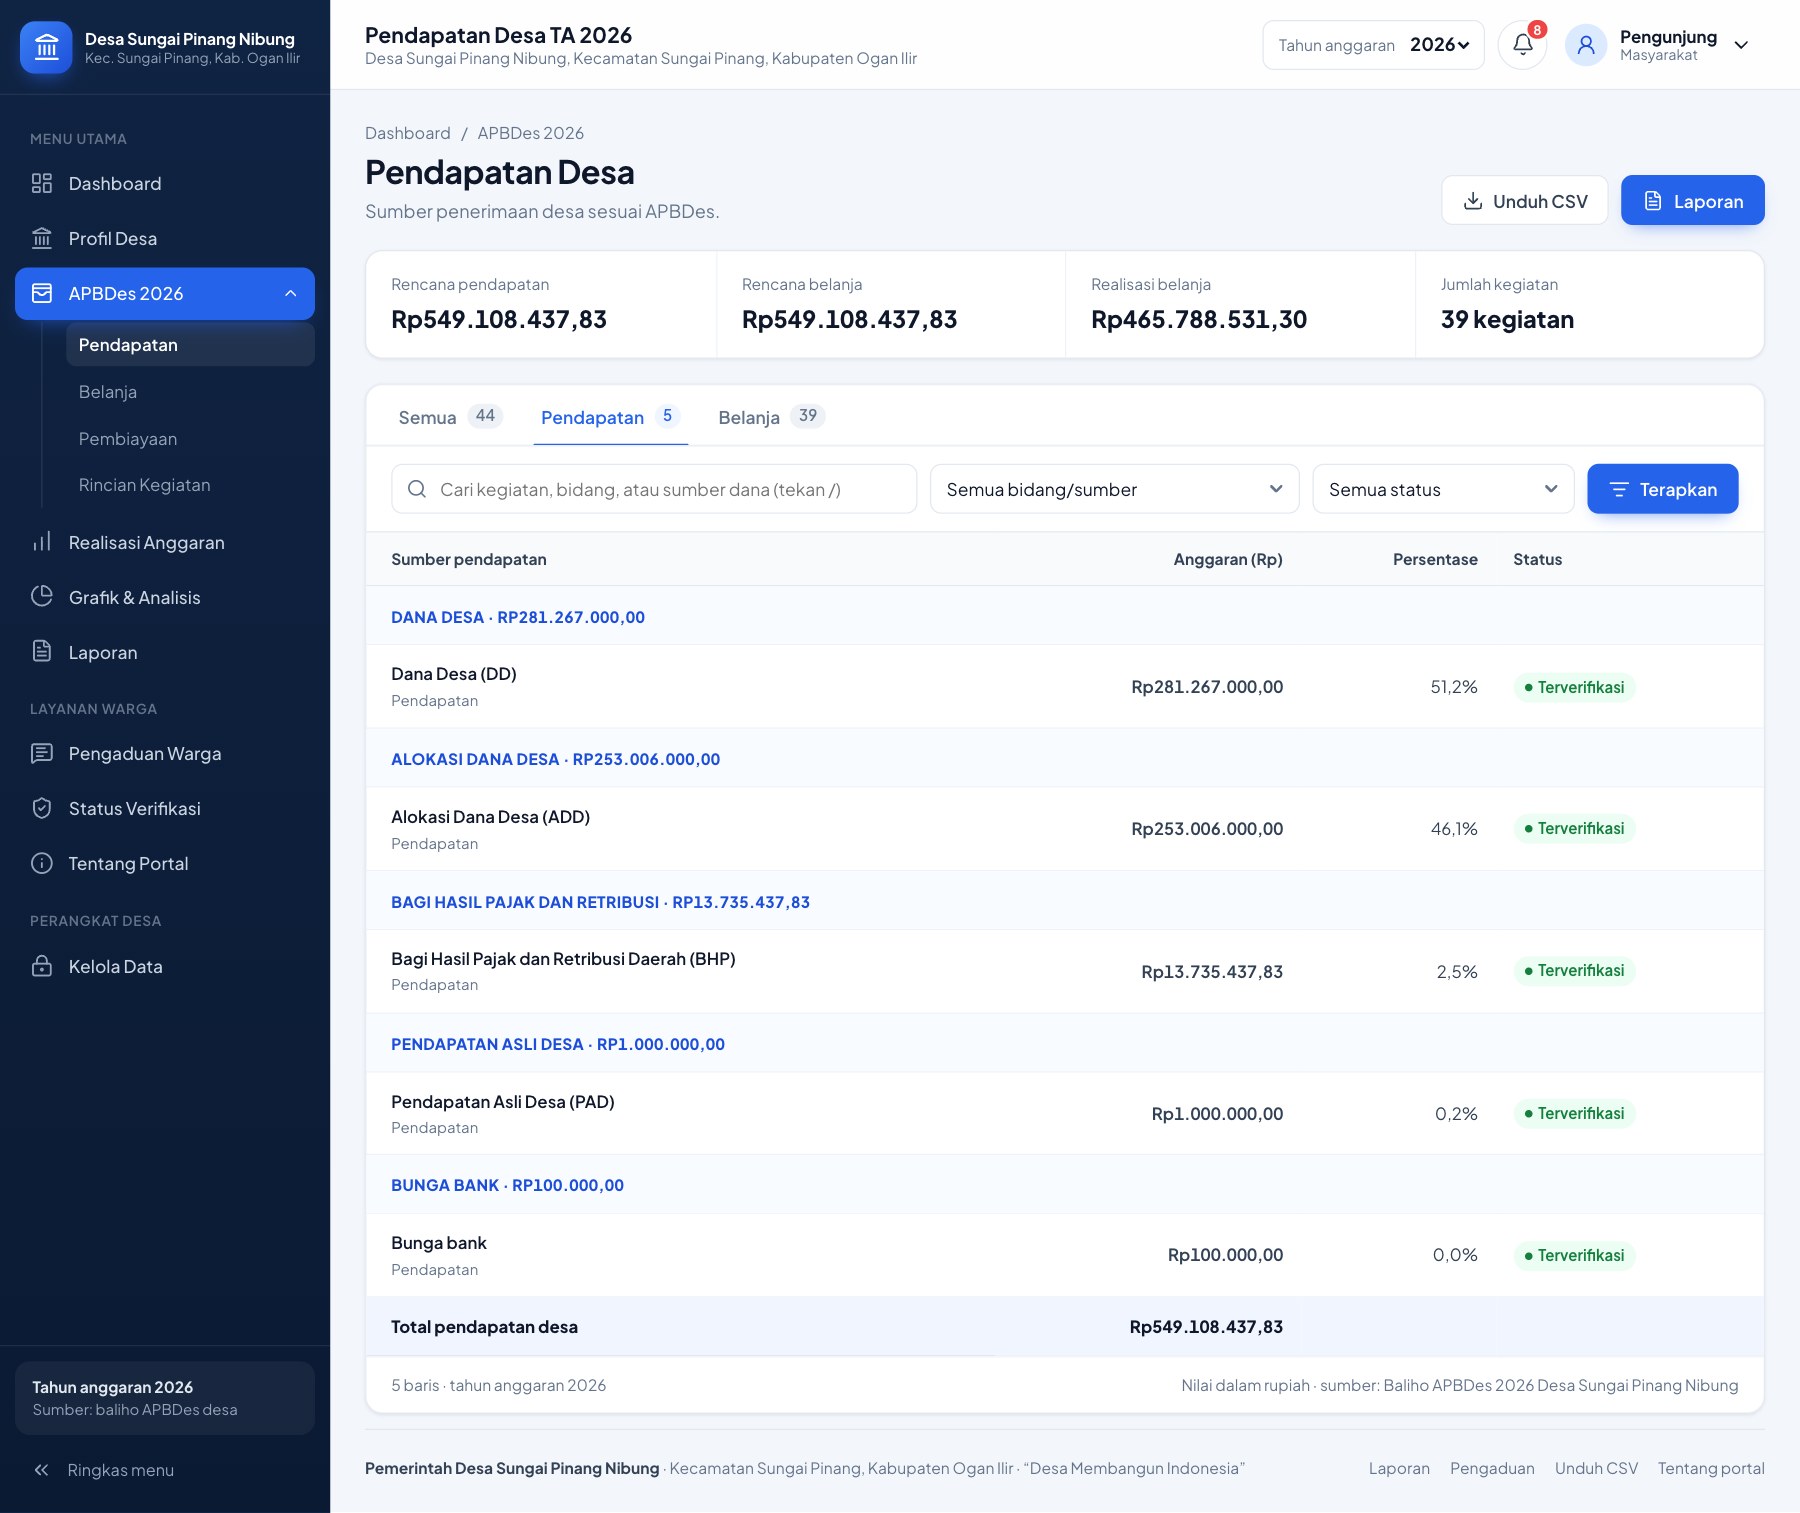 Desa Sungai Pinang Nibung
Kec. Sungai Pinang, Kab. Ogan Ilir
MENU UTAMA
Dashboard
Profil Desa
APBDes 2026
Pendapatan
Belanja
Pembiayaan
Rincian Kegiatan
Realisasi Anggaran
Grafik & Analisis
Laporan
LAYANAN WARGA
Pengaduan Warga
Status Verifikasi
Tentang Portal
PERANGKAT DESA
Kelola Data
Tahun anggaran 2026
Sumber: baliho APBDes desa
Ringkas menu
Pendapatan Desa TA 2026
Desa Sungai Pinang Nibung, Kecamatan Sungai Pinang, Kabupaten Ogan Ilir
Tahun anggaran 2026
8
Pengunjung
Masyarakat
Dashboard / APBDes 2026
Pendapatan Desa
Sumber penerimaan desa sesuai APBDes.
Unduh CSV
Laporan
Rencana pendapatan
Rp549.108.437,83
Rencana belanja
Rp549.108.437,83
Realisasi belanja
Rp465.788.531,30
Jumlah kegiatan
39 kegiatan
Semua 44 Pendapatan 5 Belanja 39
Cari kegiatan, bidang, atau sumber dana (tekan /) Semua bidang/sumber Semua status Terapkan
Sumber pendapatan Anggaran (Rp) Persentase Status
DANA DESA · RP281.267.000,00
Dana Desa (DD)
Pendapatan
Rp281.267.000,00 51,2% Terverifikasi
ALOKASI DANA DESA · RP253.006.000,00
Alokasi Dana Desa (ADD)
Pendapatan
Rp253.006.000,00 46,1% Terverifikasi
BAGI HASIL PAJAK DAN RETRIBUSI · RP13.735.437,83
Bagi Hasil Pajak dan Retribusi Daerah (BHP)
Pendapatan
Rp13.735.437,83 2,5% Terverifikasi
PENDAPATAN ASLI DESA · RP1.000.000,00
Pendapatan Asli Desa (PAD)
Pendapatan
Rp1.000.000,00 0,2% Terverifikasi
BUNGA BANK · RP100.000,00
Bunga bank
Pendapatan
Rp100.000,00 0,0% Terverifikasi
Total pendapatan desa Rp549.108.437,83
5 baris · tahun anggaran 2026 Nilai dalam rupiah · sumber: Baliho APBDes 2026 Desa Sungai Pinang Nibung
Pemerintah Desa Sungai Pinang Nibung · Kecamatan Sungai Pinang, Kabupaten Ogan Ilir · “Desa Membangun Indonesia” Laporan Pengaduan Unduh CSV Tentang portal